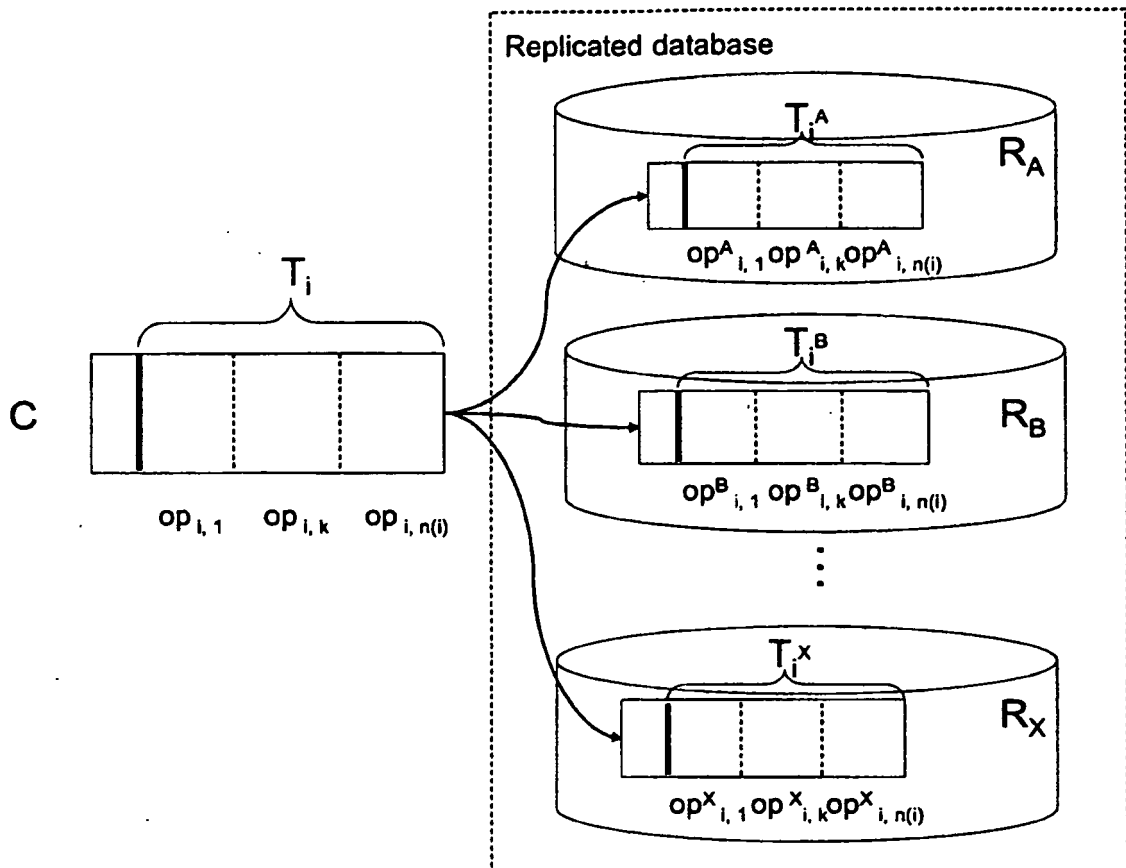 Replicated database
T_i^A
R_A
op^A_{i, 1} op^A_{i, k} op^A_{i, n(i)}
T_i
C
op_{i, 1} op_{i, k} op_{i, n(i)}
T_i^B
R_B
op^B_{i, 1} op^B_{i, k} op^B_{i, n(i)}
T_i^X
R_X
op^X_{i, 1} op^X_{i, k} op^X_{i, n(i)}